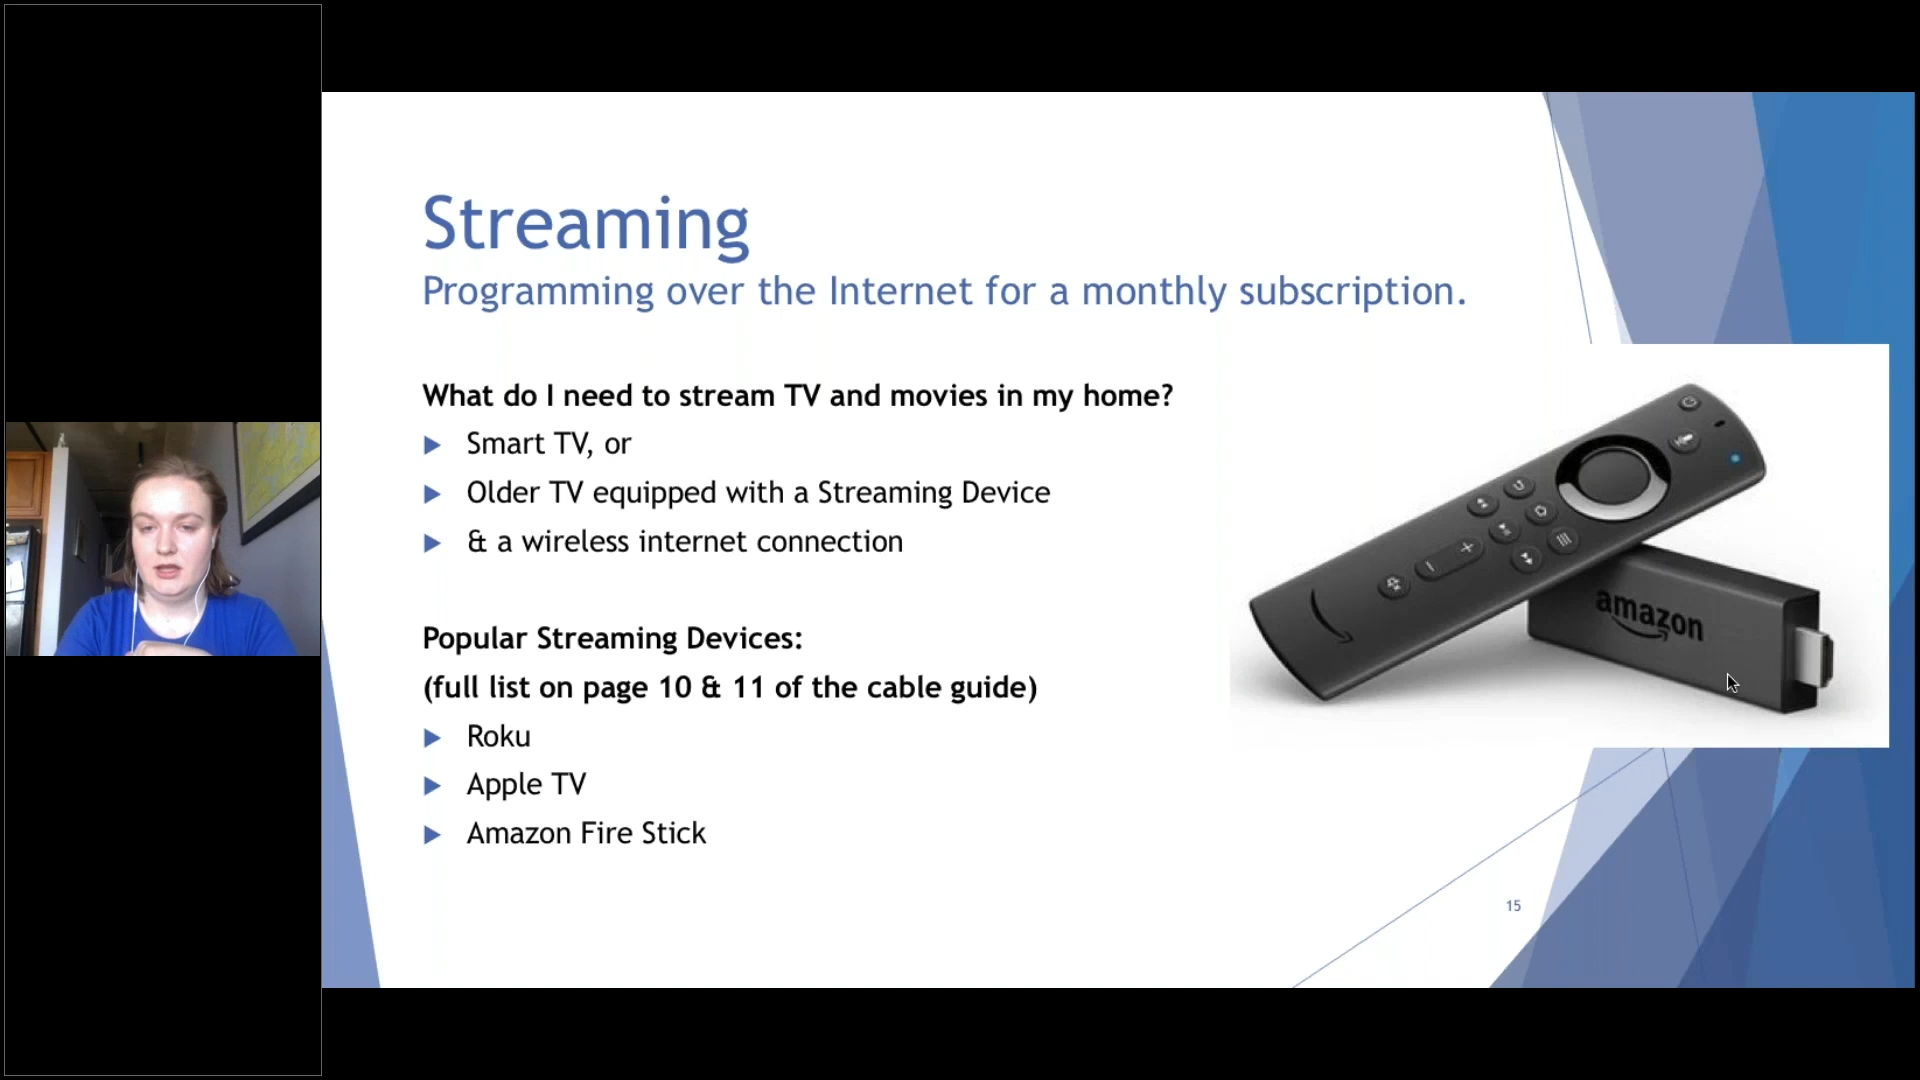 Streaming
Programming over the Internet for a monthly subscription.
What do I need to stream TV and movies in my home?
Smart TV, or
Older TV equipped with a Streaming Device
& a wireless internet connection
Popular Streaming Devices:
(full list on page 10 & 11 of the cable guide)
Roku
Apple TV
Amazon Fire Stick
amazon
15